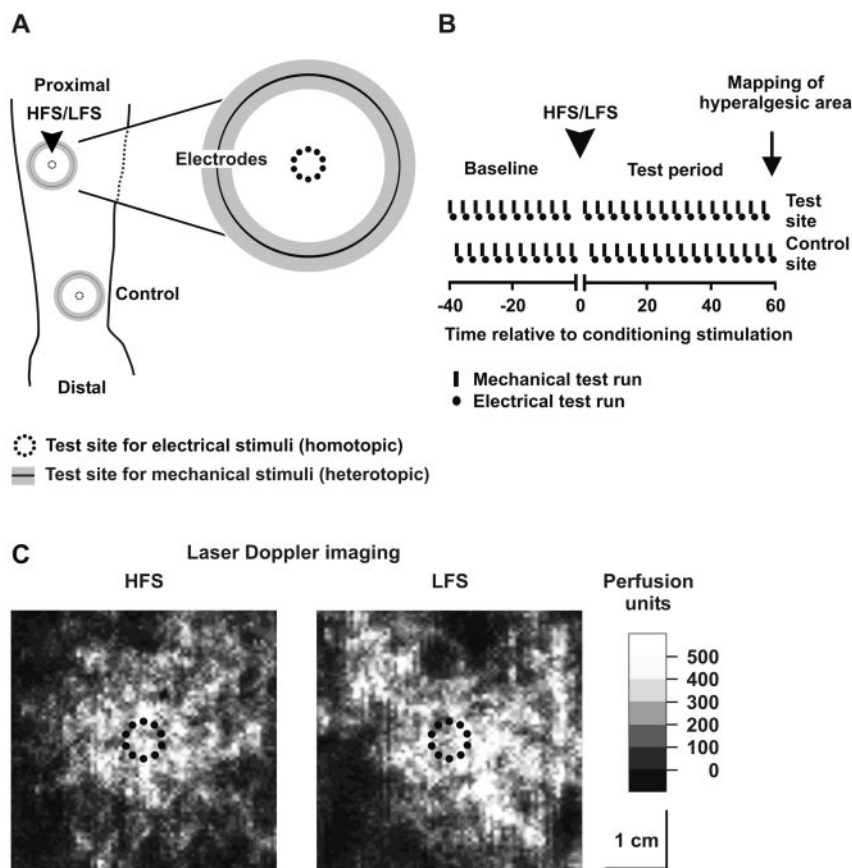 A
Proximal
HFS/LFS
Electrodes
Control
Distal
Test site for electrical stimuli (homotopic)
Test site for mechanical stimuli (heterotopic)
B
Mapping of
hyperalgesic area
HFS/LFS
Baseline
Test period
Test
site
Control
site
-40 -20 0 20 40 60
Time relative to conditioning stimulation
Mechanical test run
Electrical test run
C
Laser Doppler imaging
HFS
LFS
Perfusion
units
500
400
300
200
100
0
1 cm